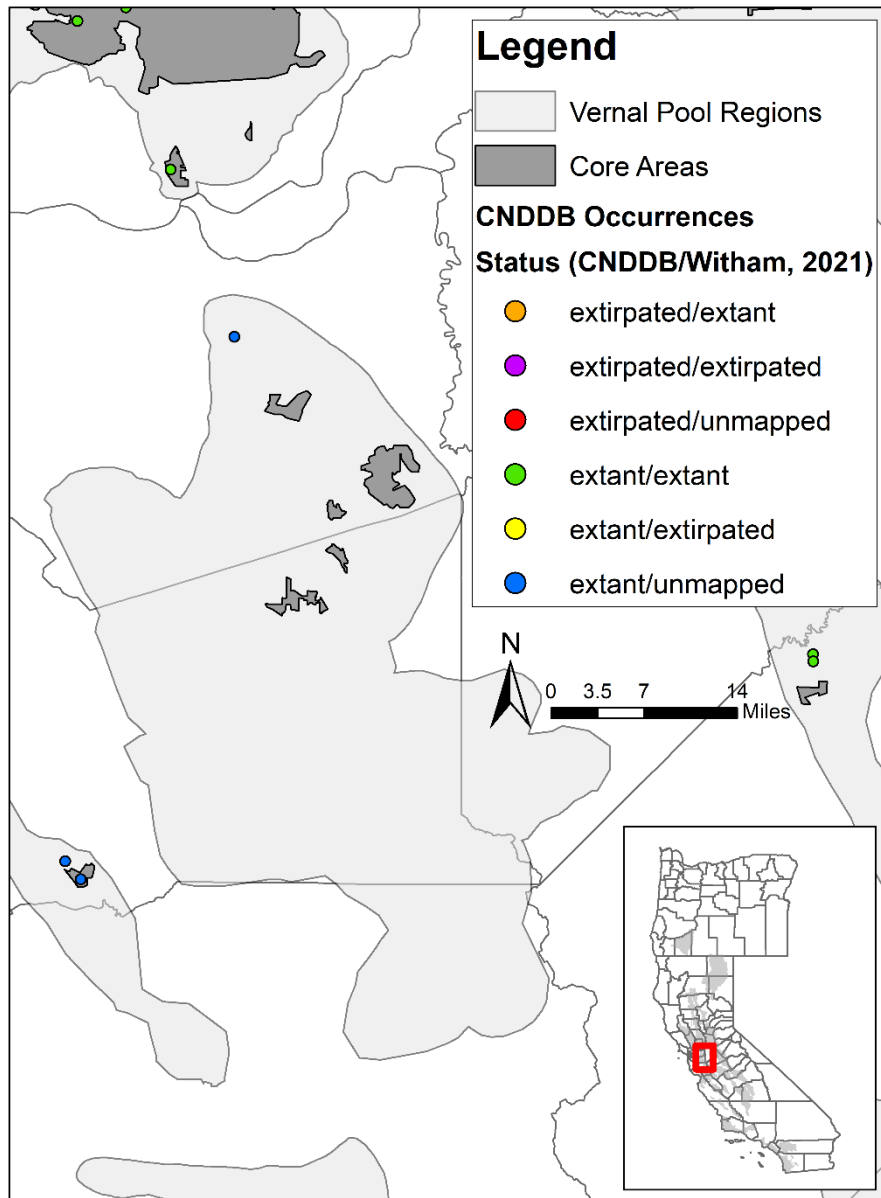 Legend
Vernal Pool Regions
Core Areas
CNDDB Occurrences
Status (CNDDB/Witham, 2021)
extirpated/extant
extirpated/extirpated
extirpated/unmapped
extant/extant
extant/extirpated
extant/unmapped
N
0 3.5 7 14
Miles